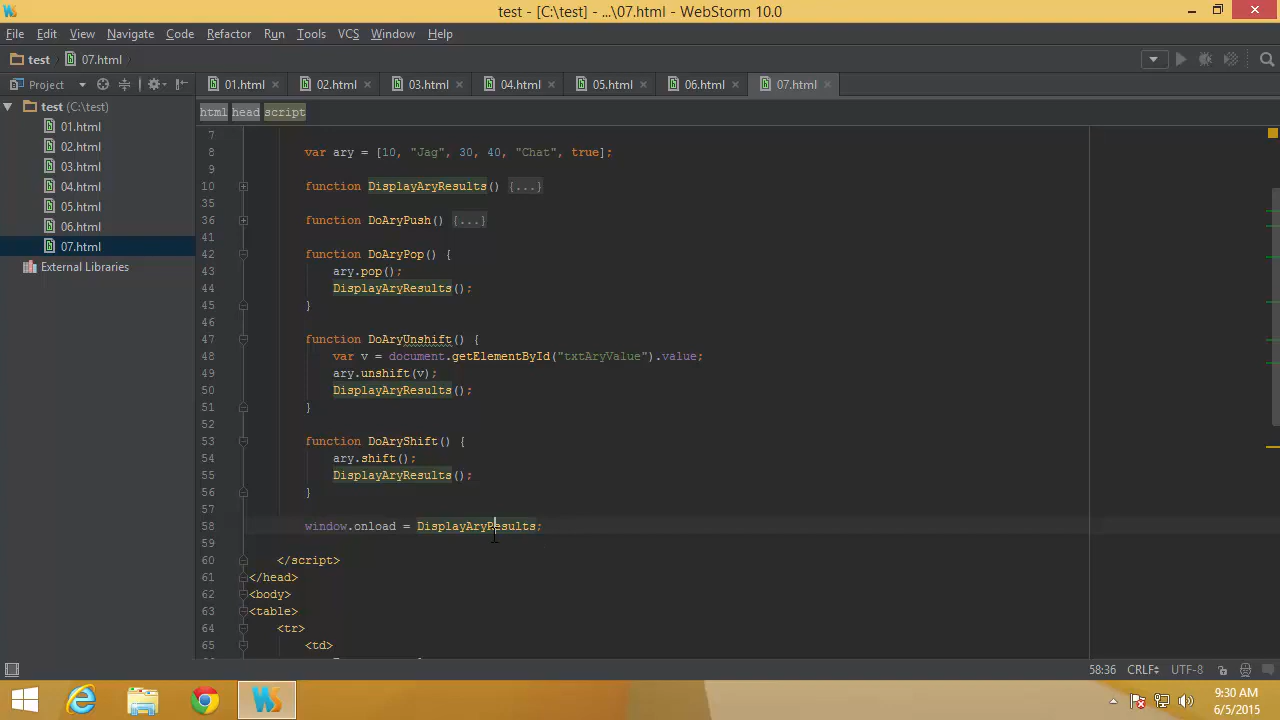 test - [C:\test] - ...\07.html - WebStorm 10.0
File Edit View Navigate Code Refactor Run Tools VCS Window Help
test 07.html
Project 01.html 02.html 03.html 04.html 05.html 06.html 07.html
html head script
test (C:\test)
01.html
02.html
03.html
04.html
05.html
06.html
07.html
External Libraries
7
8 var ary = [10, "Jag", 30, 40, "Chat", true];
9
10 function DisplayAryResults() {...}
35
36 function DoAryPush() {...}
41
42 function DoAryPop() {
43 ary.pop();
44 DisplayAryResults();
45 }
46
47 function DoAryUnshift() {
48 var v = document.getElementById("txtAryValue").value;
49 ary.unshift(v);
50 DisplayAryResults();
51 }
52
53 function DoAryShift() {
54 ary.shift();
55 DisplayAryResults();
56 }
57
58 window.onload = DisplayAryResults;
59
60 </script>
61 </head>
62 <body>
63 <table>
64 <tr>
65 <td>
58:36 CRLF UTF-8
9:30 AM
6/5/2015